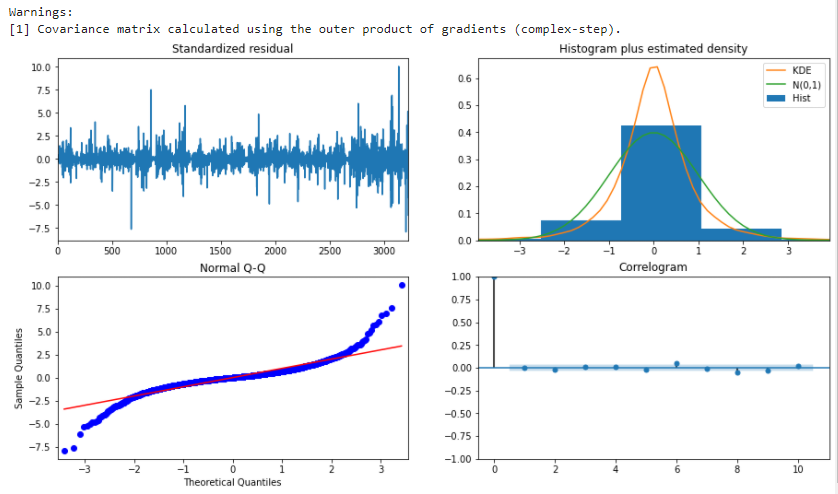 Warnings:
[1] Covariance matrix calculated using the outer product of gradients (complex-step).
Standardized residual
10.0
7.5
5.0
2.5
0.0
−2.5
−5.0
−7.5
0 500 1000 1500 2000 2500 3000
Histogram plus estimated density
KDE
N(0,1)
Hist
0.6
0.5
0.4
0.3
0.2
0.1
0.0
−3 −2 −1 0 1 2 3
Normal Q-Q
Sample Quantiles
10.0
7.5
5.0
2.5
0.0
−2.5
−5.0
−7.5
−3 −2 −1 0 1 2 3
Theoretical Quantiles
Correlogram
1.00
0.75
0.50
0.25
0.00
−0.25
−0.50
−0.75
−1.00
0 2 4 6 8 10